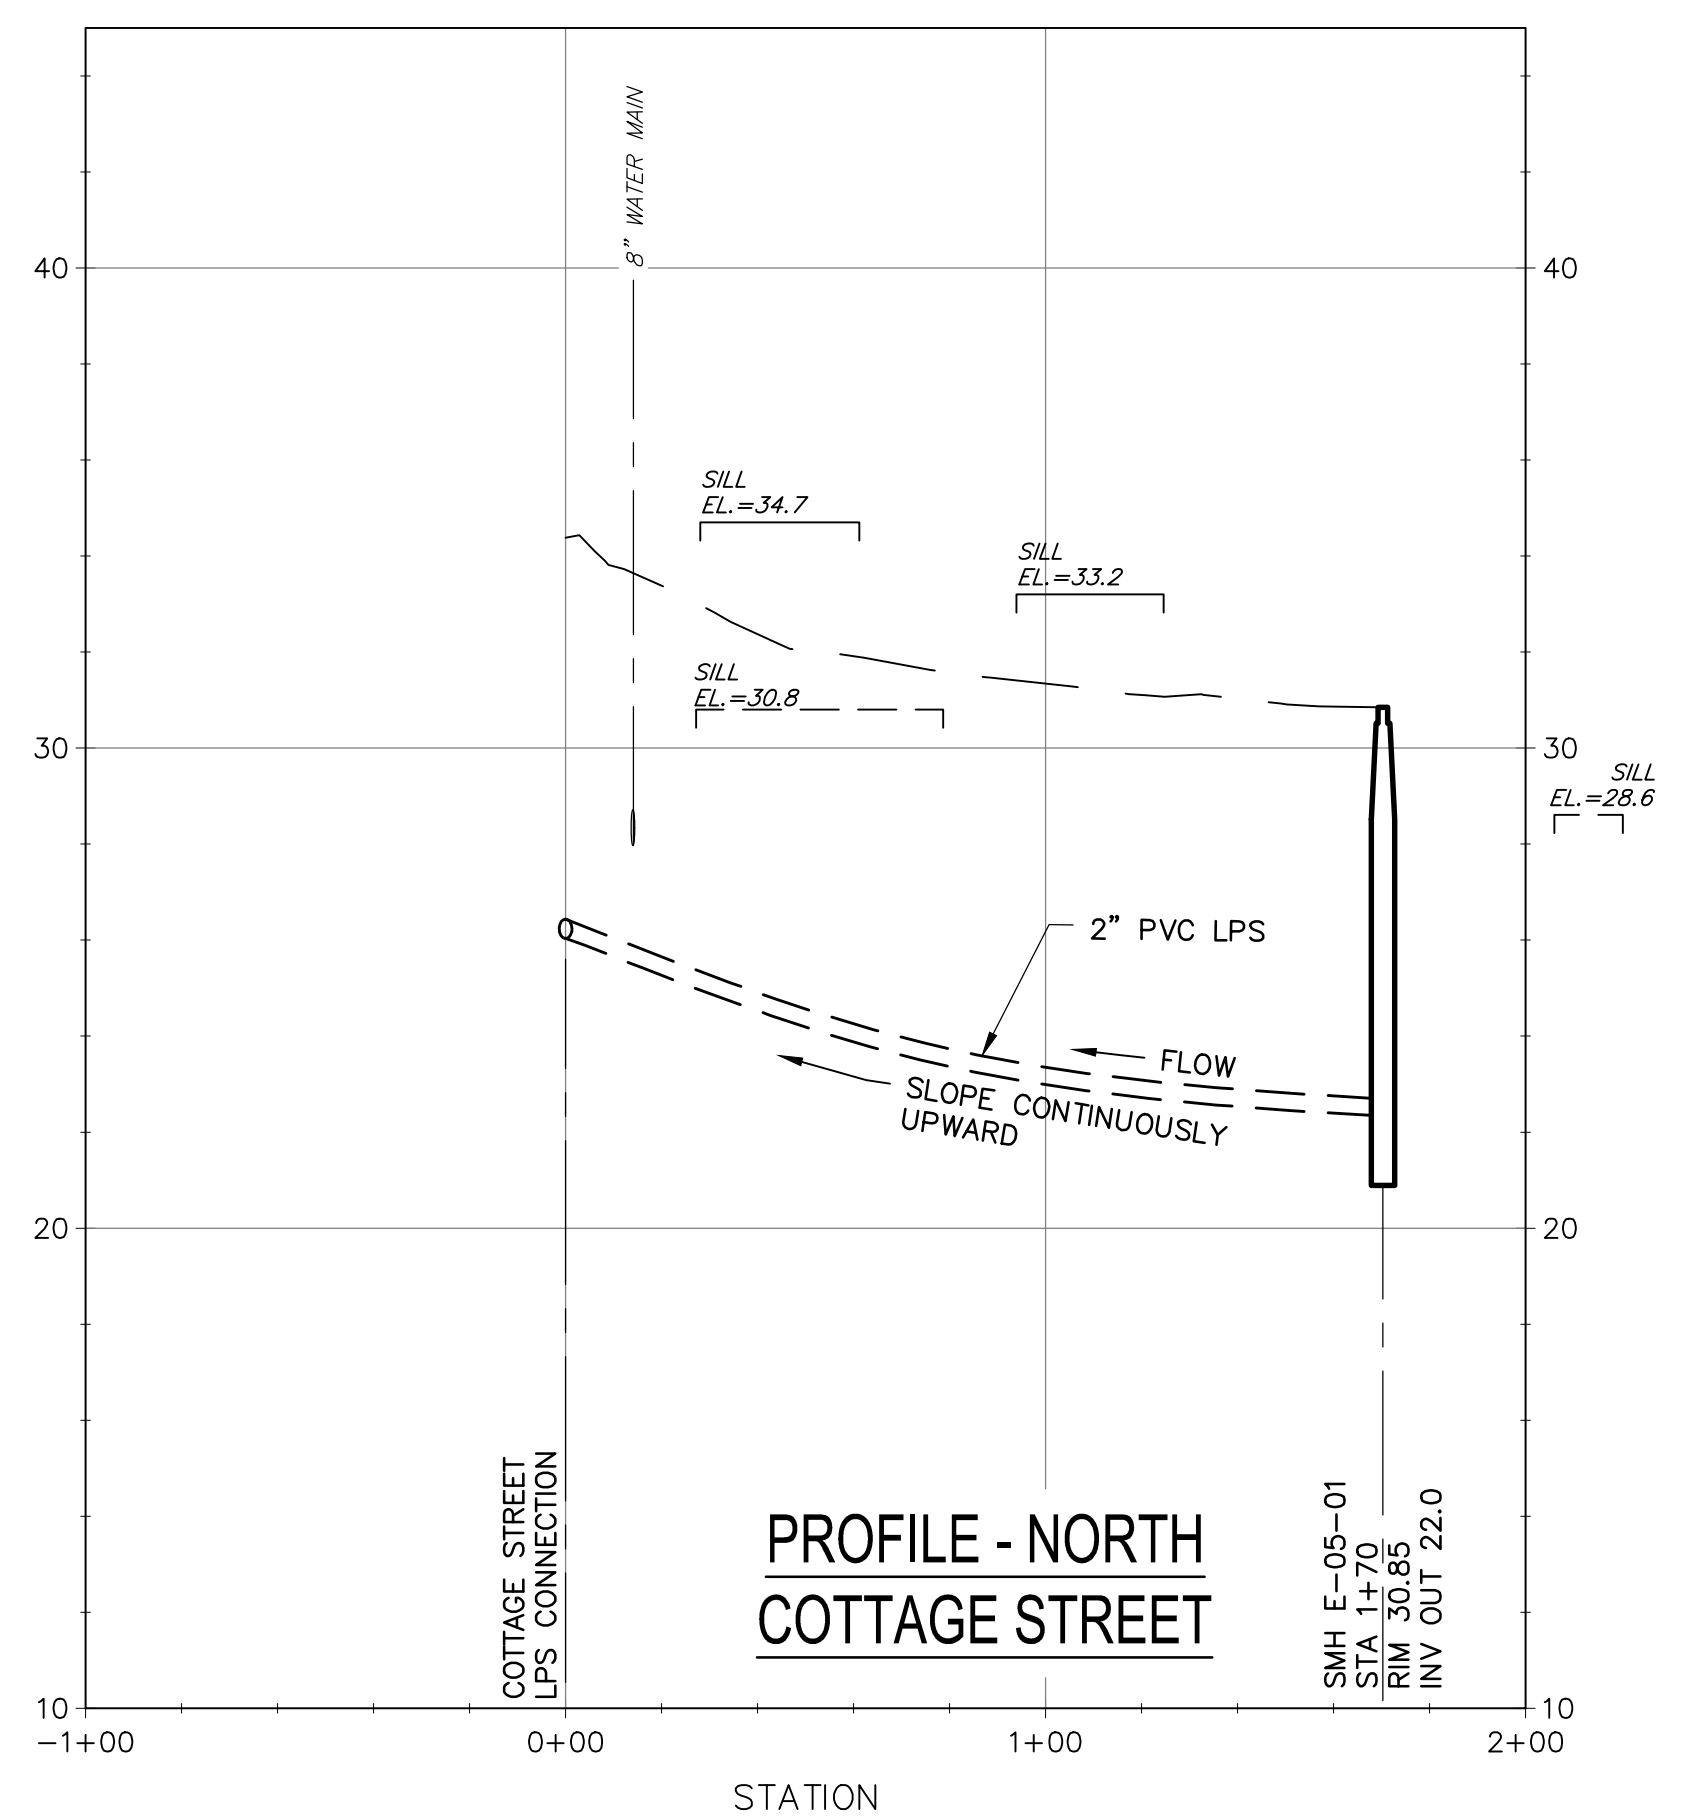 8” WATER MAIN
40
40
SILL
EL.=34.7
SILL
EL.=33.2
SILL
EL.=30.8
30
30
SILL
EL.=28.6
2” PVC LPS
FLOW
SLOPE CONTINUOUSLY
UPWARD
20
20
COTTAGE STREET
LPS CONNECTION
PROFILE - NORTH
COTTAGE STREET
SMH E-05-01
STA 1+70
RIM 30.85
INV OUT 22.0
10
10
-1+00
0+00
1+00
2+00
STATION